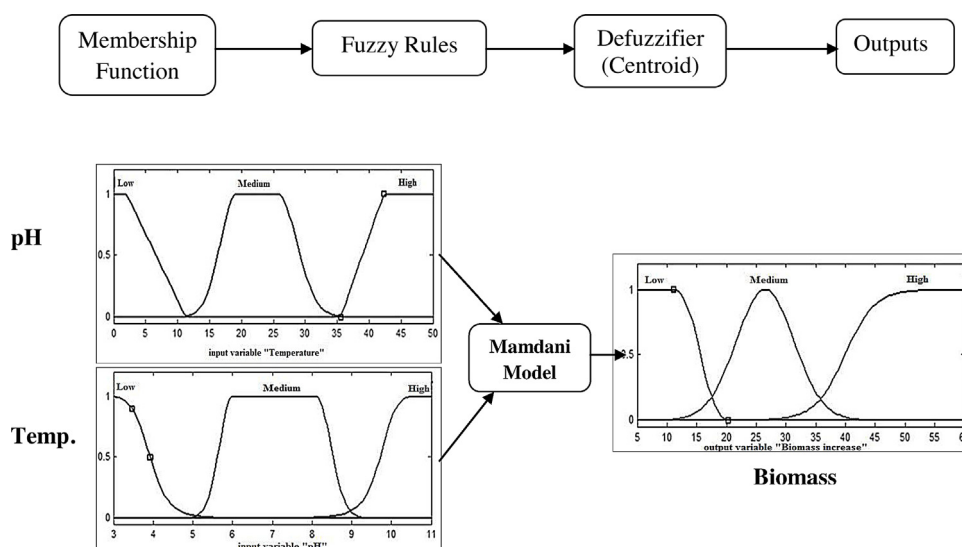 Membership
Function
Fuzzy Rules
Defuzzifier
(Centroid)
Outputs
pH
Low
Medium
High
1
0.5
0
0 5 10 15 20 25 30 35 40 45 50
input variable "Temperature"
Temp.
Low
Medium
High
1
0.5
0
3 4 5 6 7 8 9 10 11
input variable "pH"
Mamdani
Model
Low
Medium
High
1
0.5
0
5 10 15 20 25 30 35 40 45 50 55
output variable "Biomass increase"
Biomass